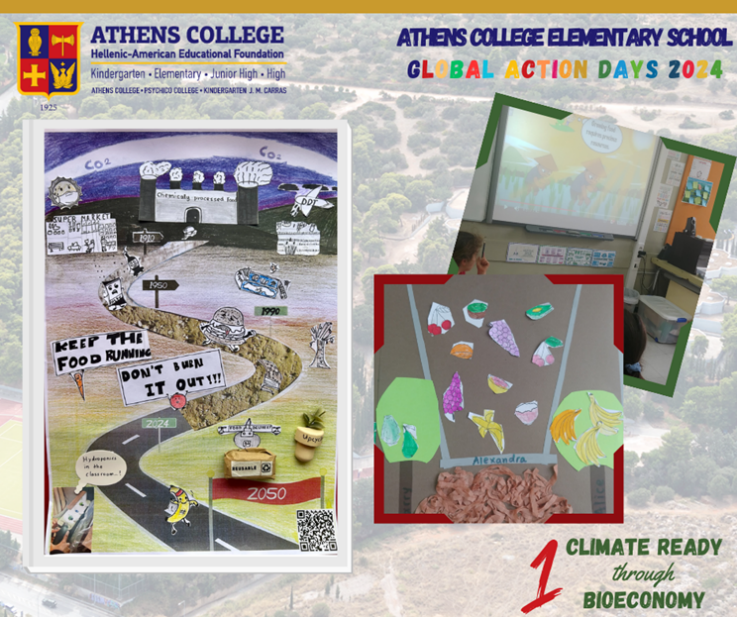 ATHENS COLLEGE
Hellenic-American Educational Foundation
Kindergarten • Elementary • Junior High • High
ATHENS COLLEGE • PSYCHICO COLLEGE • KINDERGARTEN J. M. CARRAS
1925
ATHENS COLLEGE ELEMENTARY SCHOOL
GLOBAL ACTION DAYS 2024
CO2
CO2
Chemically processed food
DDT
SUPER MARKET
1920
1950
1990
KEEP THE
FOOD RUNNING
DON'T BURN
IT OUT!!!
2024
Hydroponics
in the
classroom..!
REUSABLE
2050
Alexandra
1 CLIMATE READY
through
BIOECONOMY